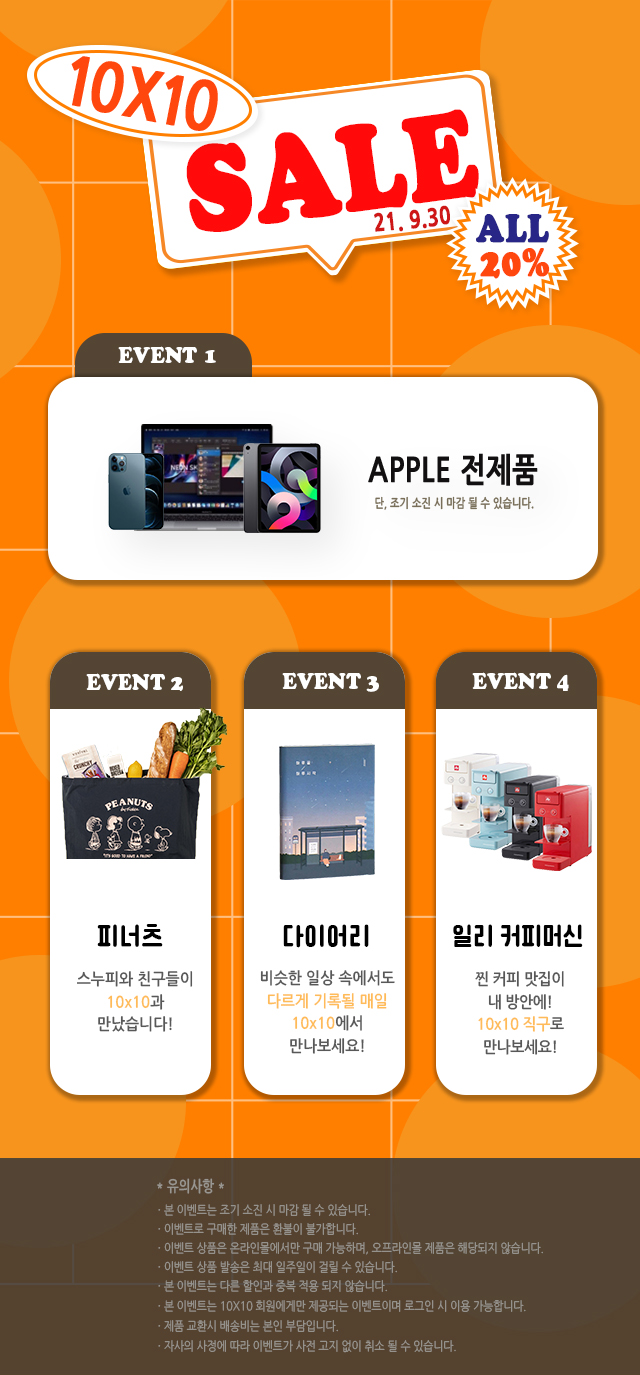 10X10
SALE
21. 9.30
ALL
20%
EVENT 1
APPLE 전제품
단, 조기 소진 시 마감 될 수 있습니다.
EVENT 2
PEANUTS
피너츠
스누피와 친구들이
10x10과
만났습니다!
EVENT 3
다이어리
비슷한 일상 속에서도
다르게 기록될 매일
10x10에서
만나보세요!
EVENT 4
일리 커피머신
찐 커피 맛집이
내 방안에!
10x10 직구로
만나보세요!
* 유의사항 *
· 본 이벤트는 조기 소진 시 마감 될 수 있습니다.
· 이벤트로 구매한 제품은 환불이 불가합니다.
· 이벤트 상품은 온라인몰에서만 구매 가능하며, 오프라인몰 제품은 해당되지 않습니다.
· 이벤트 상품 발송은 최대 일주일이 걸릴 수 있습니다.
· 본 이벤트는 다른 할인과 중복 적용 되지 않습니다.
· 본 이벤트는 10X10 회원에게만 제공되는 이벤트이며 로그인 시 이용 가능합니다.
· 제품 교환시 배송비는 본인 부담입니다.
· 자사의 사정에 따라 이벤트가 사전 고지 없이 취소 될 수 있습니다.